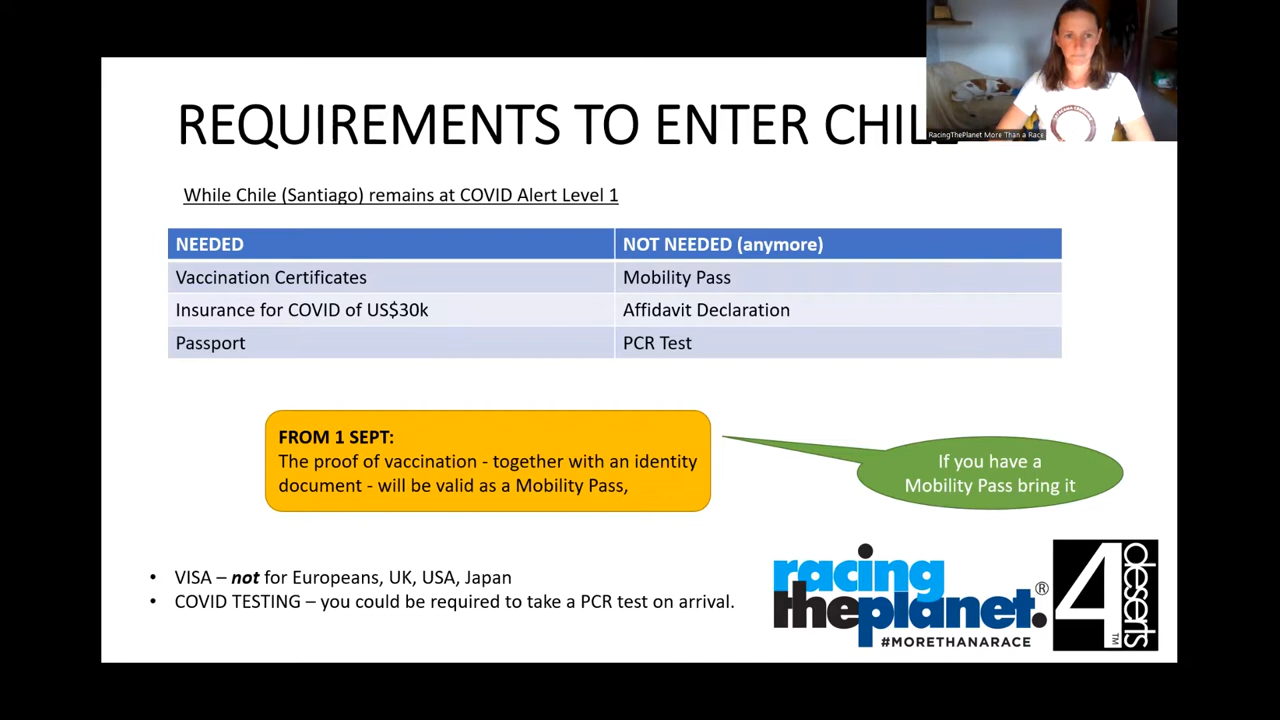 REQUIREMENTS TO ENTER CHILE
RacingThePlanet More Than a Race
While Chile (Santiago) remains at COVID Alert Level 1
NEEDED NOT NEEDED (anymore)
Vaccination Certificates Mobility Pass
Insurance for COVID of US$30k Affidavit Declaration
Passport PCR Test
FROM 1 SEPT:
The proof of vaccination - together with an identity
document - will be valid as a Mobility Pass,
If you have a
Mobility Pass bring it
• VISA – not for Europeans, UK, USA, Japan
• COVID TESTING – you could be required to take a PCR test on arrival.
racing
theplanet.®
#MORETHANARACE
4 deserts™